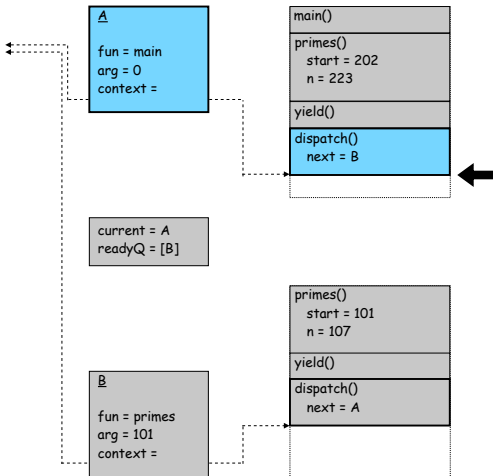 A
fun = main
arg = 0
context =
main()
primes()
start = 202
n = 223
yield()
dispatch()
next = B
current = A
readyQ = [B]
primes()
start = 101
n = 107
yield()
dispatch()
next = A
B
fun = primes
arg = 101
context =